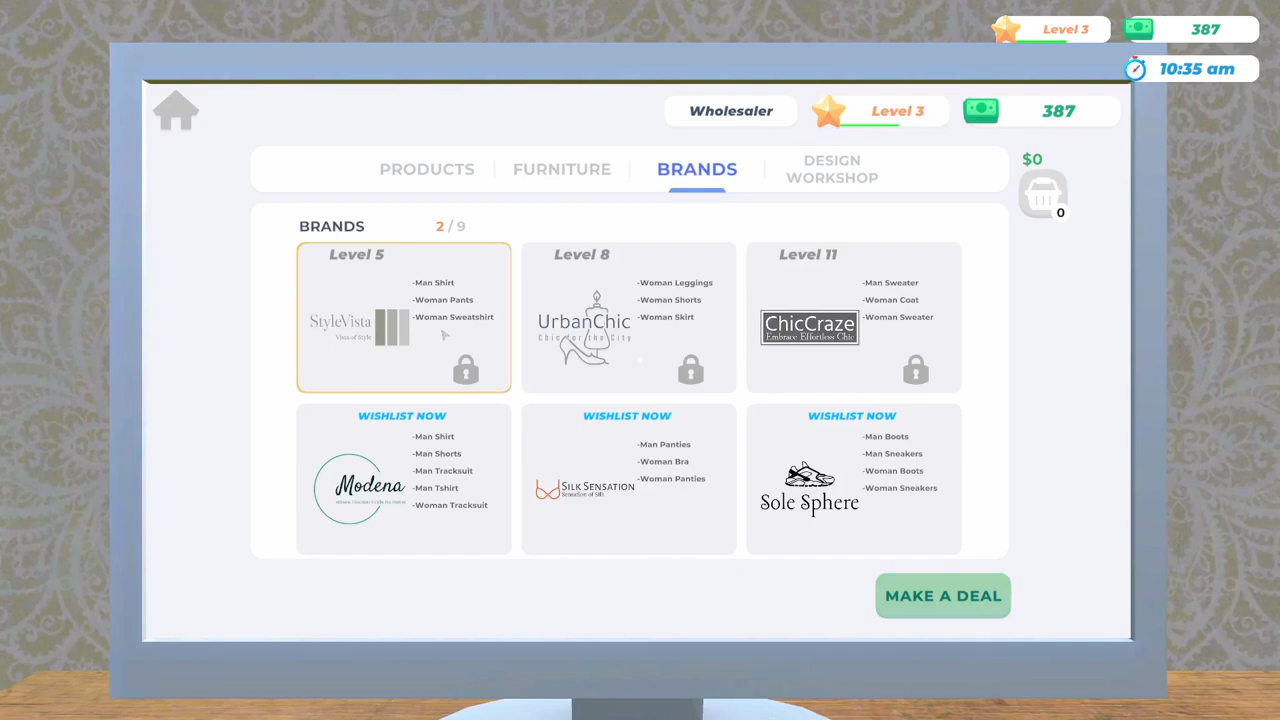 Level 3
387
10:35 am
Wholesaler
Level 3
387
PRODUCTS
FURNITURE
BRANDS
DESIGN
WORKSHOP
$0
0
BRANDS
2 / 9
Level 5
-Man Shirt
-Woman Pants
-Woman Sweatshirt
StyleVista
Vista of Style
Level 8
-Woman Leggings
-Woman Shorts
-Woman Skirt
UrbanChic
Chic for the City
Level 11
-Man Sweater
-Woman Coat
-Woman Sweater
ChicCraze
Embrace Effortless Chic
WISHLIST NOW
-Man Shirt
-Man Shorts
-Man Tracksuit
-Man Tshirt
-Woman Tracksuit
Modena
WISHLIST NOW
-Man Panties
-Woman Bra
-Woman Panties
SILK SENSATION
Sensation of Silk
WISHLIST NOW
-Man Boots
-Man Sneakers
-Woman Boots
-Woman Sneakers
Sole Sphere
MAKE A DEAL